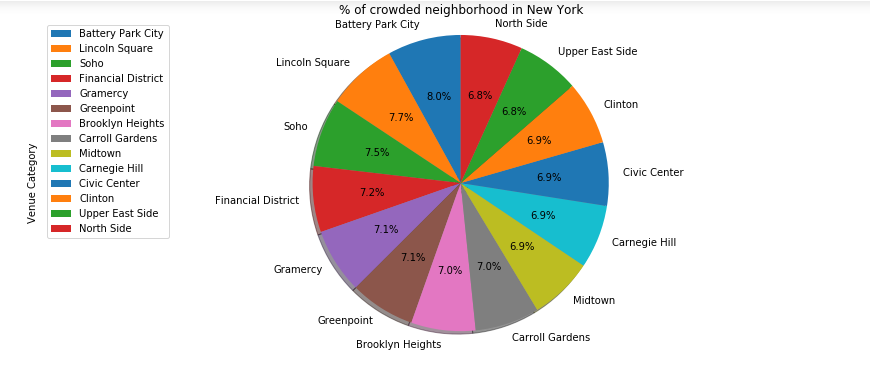 % of crowded neighborhood in New York
Venue Category
Battery Park City
Lincoln Square
Soho
Financial District
Gramercy
Greenpoint
Brooklyn Heights
Carroll Gardens
Midtown
Carnegie Hill
Civic Center
Clinton
Upper East Side
North Side
Battery Park City
8.0%
Lincoln Square
7.7%
Soho
7.5%
Financial District
7.2%
Gramercy
7.1%
Greenpoint
7.1%
Brooklyn Heights
7.0%
Carroll Gardens
7.0%
Midtown
6.9%
Carnegie Hill
6.9%
Civic Center
6.9%
Clinton
6.9%
Upper East Side
6.8%
North Side
6.8%